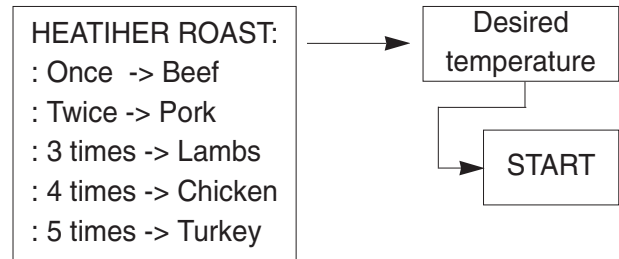 HEATIHER ROAST:
: Once -> Beef
: Twice -> Pork
: 3 times -> Lambs
: 4 times -> Chicken
: 5 times -> Turkey
Desired
temperature
START